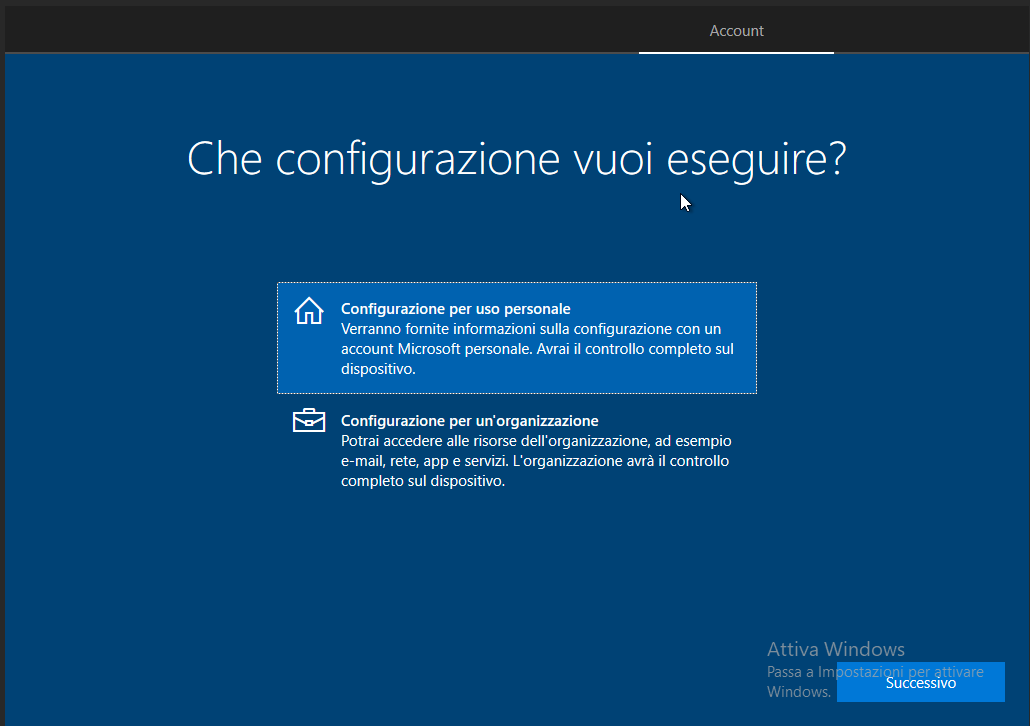 Account
Che configurazione vuoi eseguire?
Configurazione per uso personale
Verranno fornite informazioni sulla configurazione con un
account Microsoft personale. Avrai il controllo completo sul
dispositivo.
Configurazione per un'organizzazione
Potrai accedere alle risorse dell'organizzazione, ad esempio
e-mail, rete, app e servizi. L'organizzazione avrà il controllo
completo sul dispositivo.
Attiva Windows
Passa a Impostazioni per attivare
Windows.
Successivo